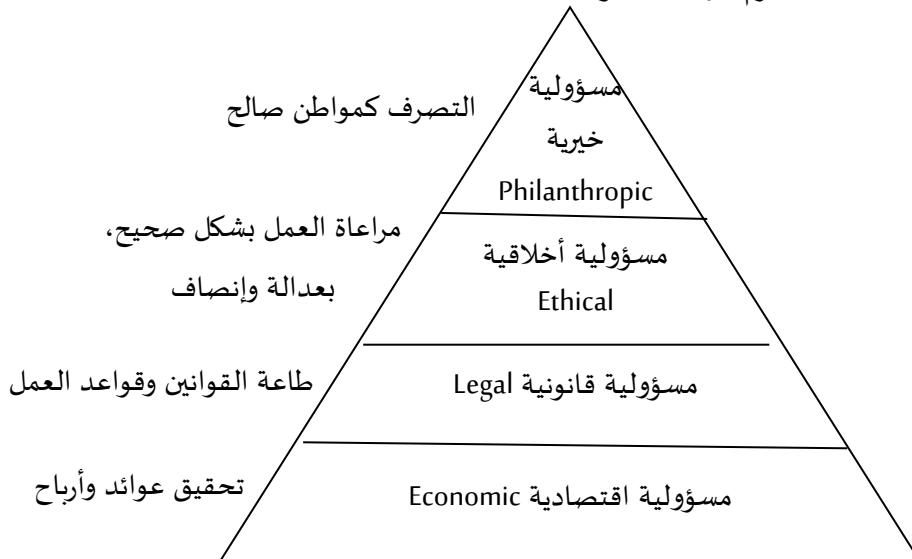 مسؤولية
خيرية
Philanthropic
التصرف كمواطن صالح
مسؤولية أخلاقية
Ethical
مراعاة العمل بشكل صحيح،
بعدالة وإنصاف
مسؤولية قانونية Legal
طاعة القوانين وقواعد العمل
مسؤولية اقتصادية Economic
تحقيق عوائد وأرباح